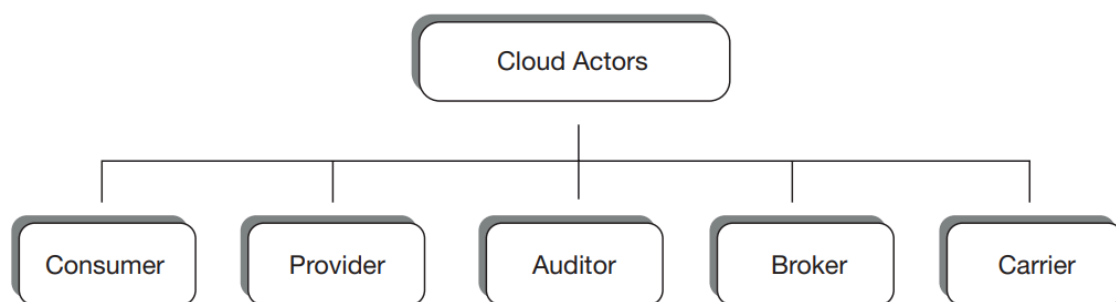 Cloud Actors
Consumer
Provider
Auditor
Broker
Carrier